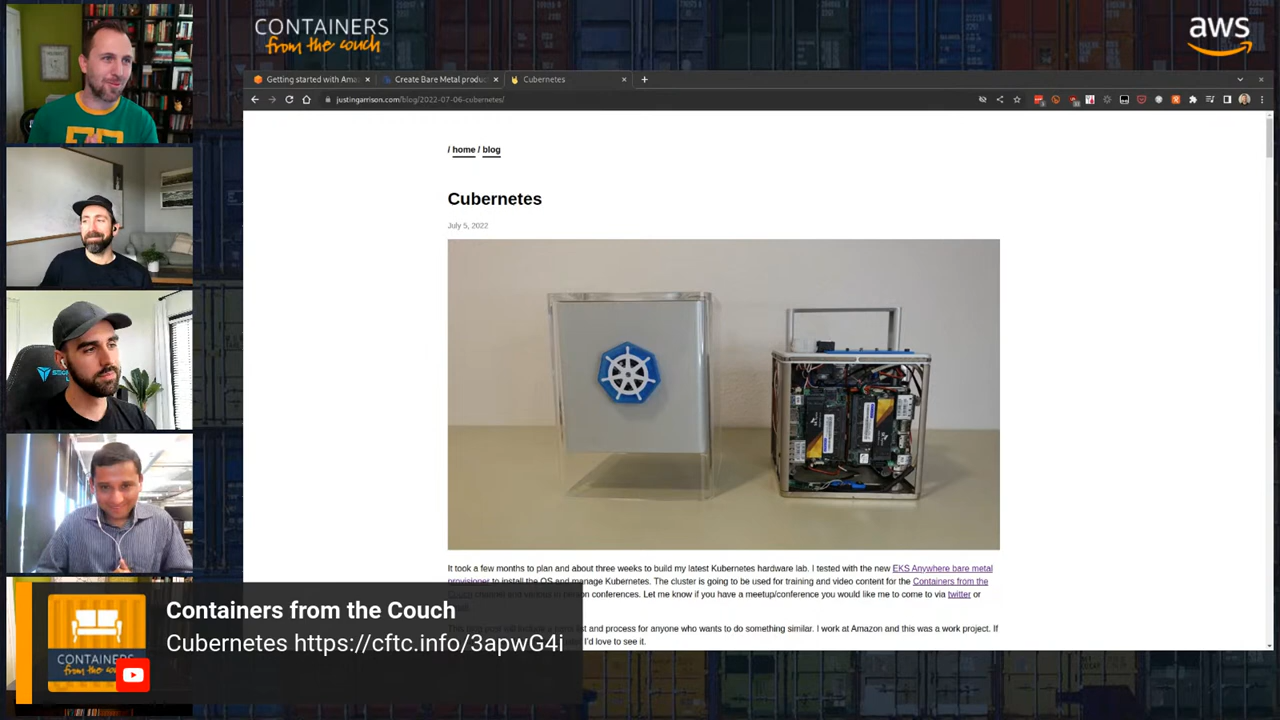 CONTAINERS
from the couch
aws
Getting started with Ama
Create Bare Metal produc
Cubernetes
justingarrison.com/blog/2022-07-06-cubernetes/
/ home / blog
Cubernetes
July 5, 2022
It took a few months to plan and about three weeks to build my latest Kubernetes hardware lab. I tested with the new EKS Anywhere bare metal
provisioner to install the OS and manage Kubernetes. The cluster is going to be used for training and video content for the Containers from the
conferences. Let me know if you have a meetup/conference you would like me to come to via twitter or
list and process for anyone who wants to do something similar. I work at Amazon and this was a work project. If
I'd love to see it.
Containers from the Couch
Cubernetes https://cftc.info/3apwG4i
CONTAINERS
from the couch